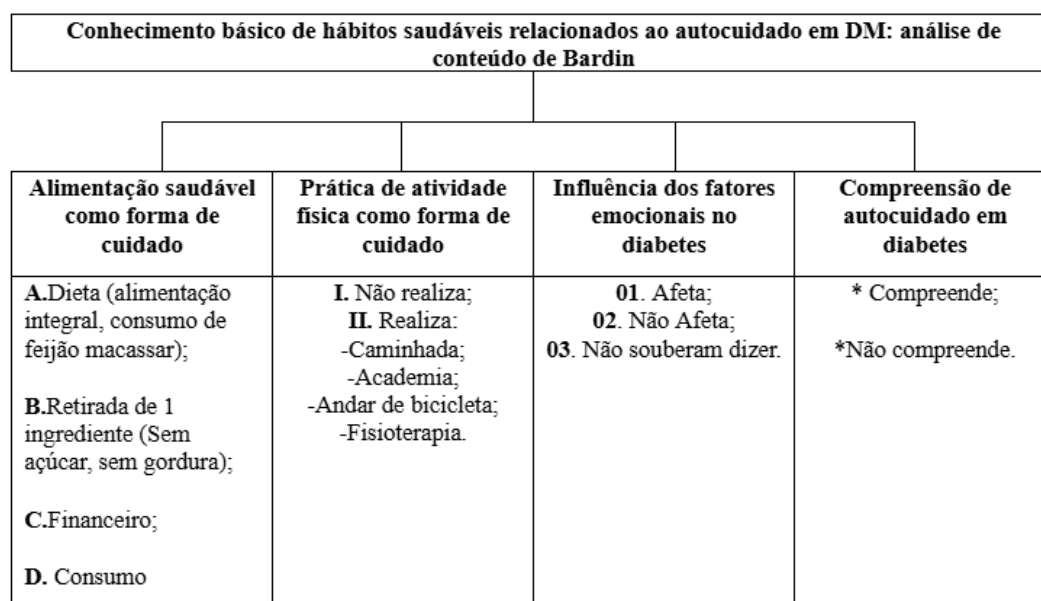 Conhecimento básico de hábitos saudáveis relacionados ao autocuidado em DM: análise de
conteúdo de Bardin
Alimentação saudável
como forma de
cuidado
Prática de atividade
física como forma de
cuidado
Influência dos fatores
emocionais no
diabetes
Compreensão de
autocuidado em
diabetes
A.Dieta (alimentação
integral, consumo de
feijão macassar);
B.Retirada de 1
ingrediente (Sem
açúcar, sem gordura);
C.Financeiro;
D. Consumo
I. Não realiza;
II. Realiza:
-Caminhada;
-Academia;
-Andar de bicicleta;
-Fisioterapia.
01. Afeta;
02. Não Afeta;
03. Não souberam dizer.
* Compreende;
*Não compreende.